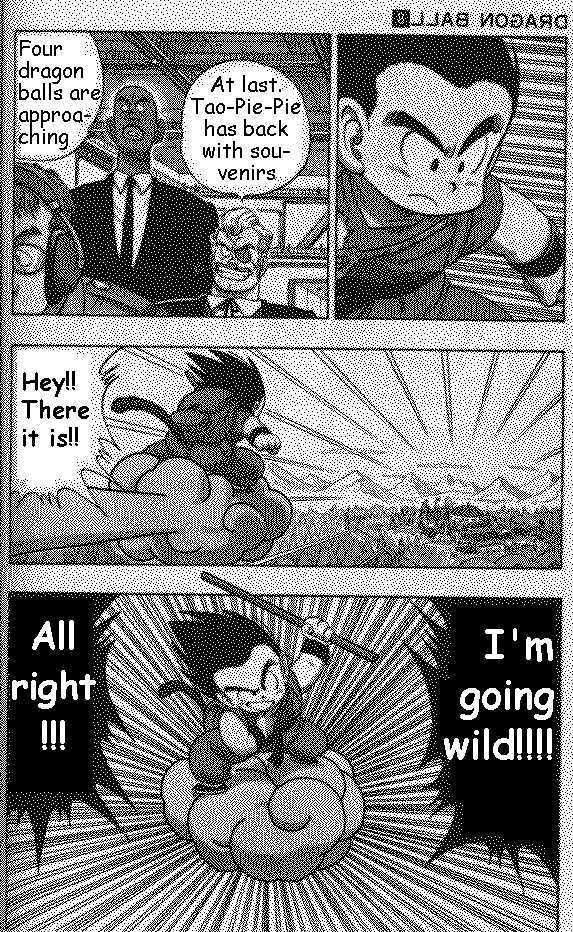 DRAGON BALL
Four
dragon
balls are
approa-
ching
At last.
Tao-Pie-Pie
has back
with sou-
venirs
Hey!!
There
it is!!
All
right
!!!
I'm
going
wild!!!!